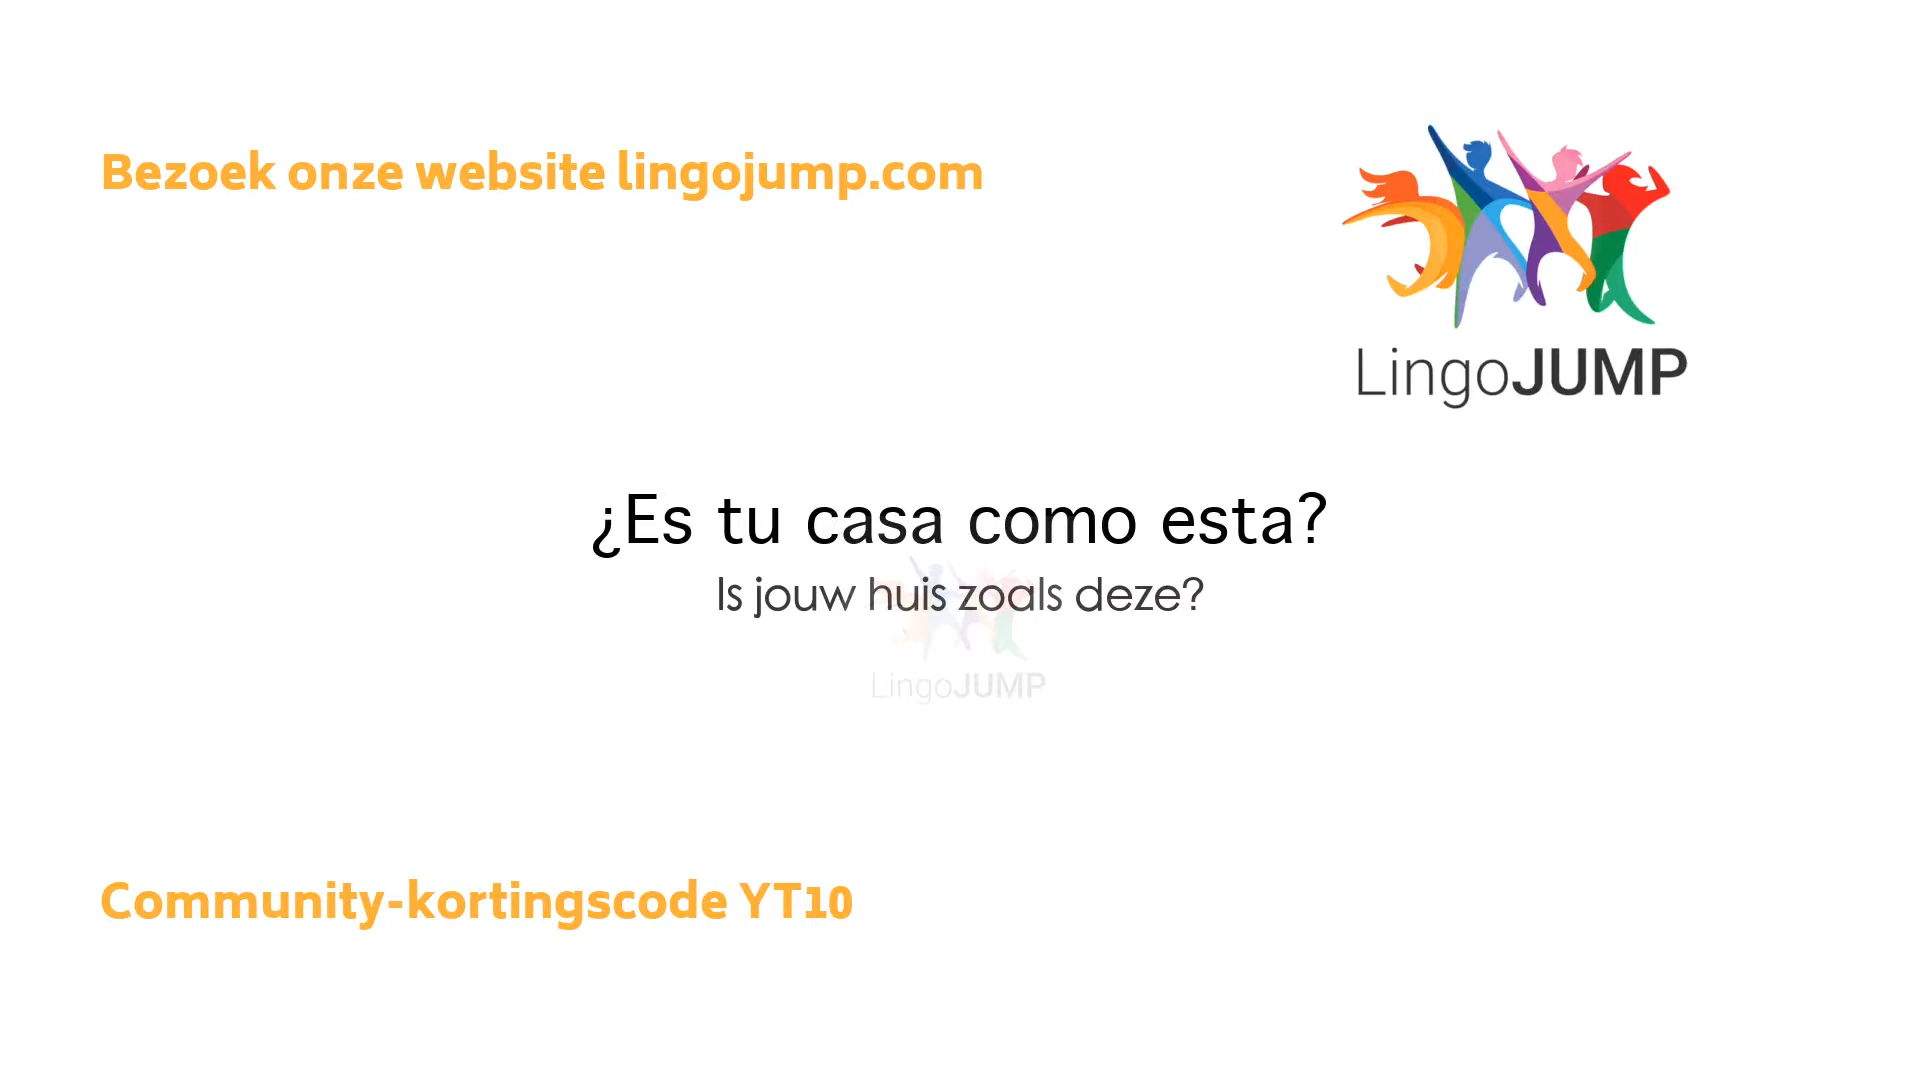 Bezoek onze website lingojump.com
LingoJUMP
¿Es tu casa como esta?
Is jouw huis zoals deze?
LingoJUMP
Community-kortingscode YT10